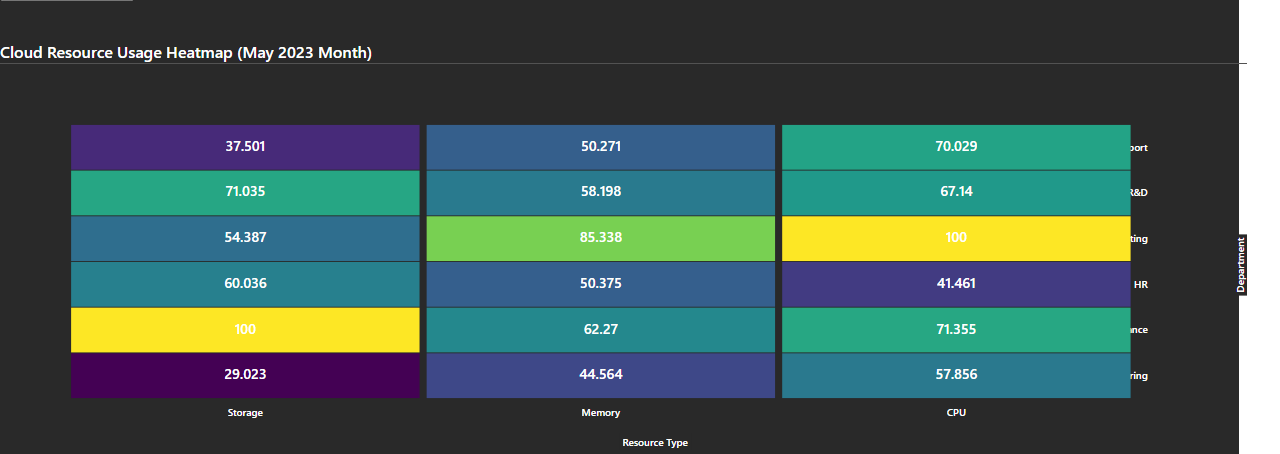 Cloud Resource Usage Heatmap (May 2023 Month)
37.501 50.271 70.029 port
71.035 58.198 67.14 R&D
54.387 85.338 100 ting
60.036 50.375 41.461 HR
100 62.27 71.355 nce
29.023 44.564 57.856 ring
Department
Storage Memory CPU
Resource Type